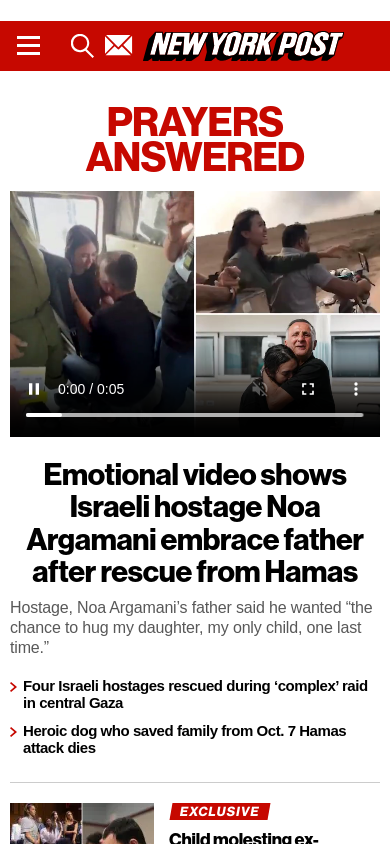 NEW YORK POST
PRAYERS
ANSWERED
0:00 / 0:05
Emotional video shows
Israeli hostage Noa
Argamani embrace father
after rescue from Hamas
Hostage, Noa Argamani’s father said he wanted “the
chance to hug my daughter, my only child, one last
time.”
Four Israeli hostages rescued during ‘complex’ raid
in central Gaza
Heroic dog who saved family from Oct. 7 Hamas
attack dies
EXCLUSIVE
Child molesting ex-